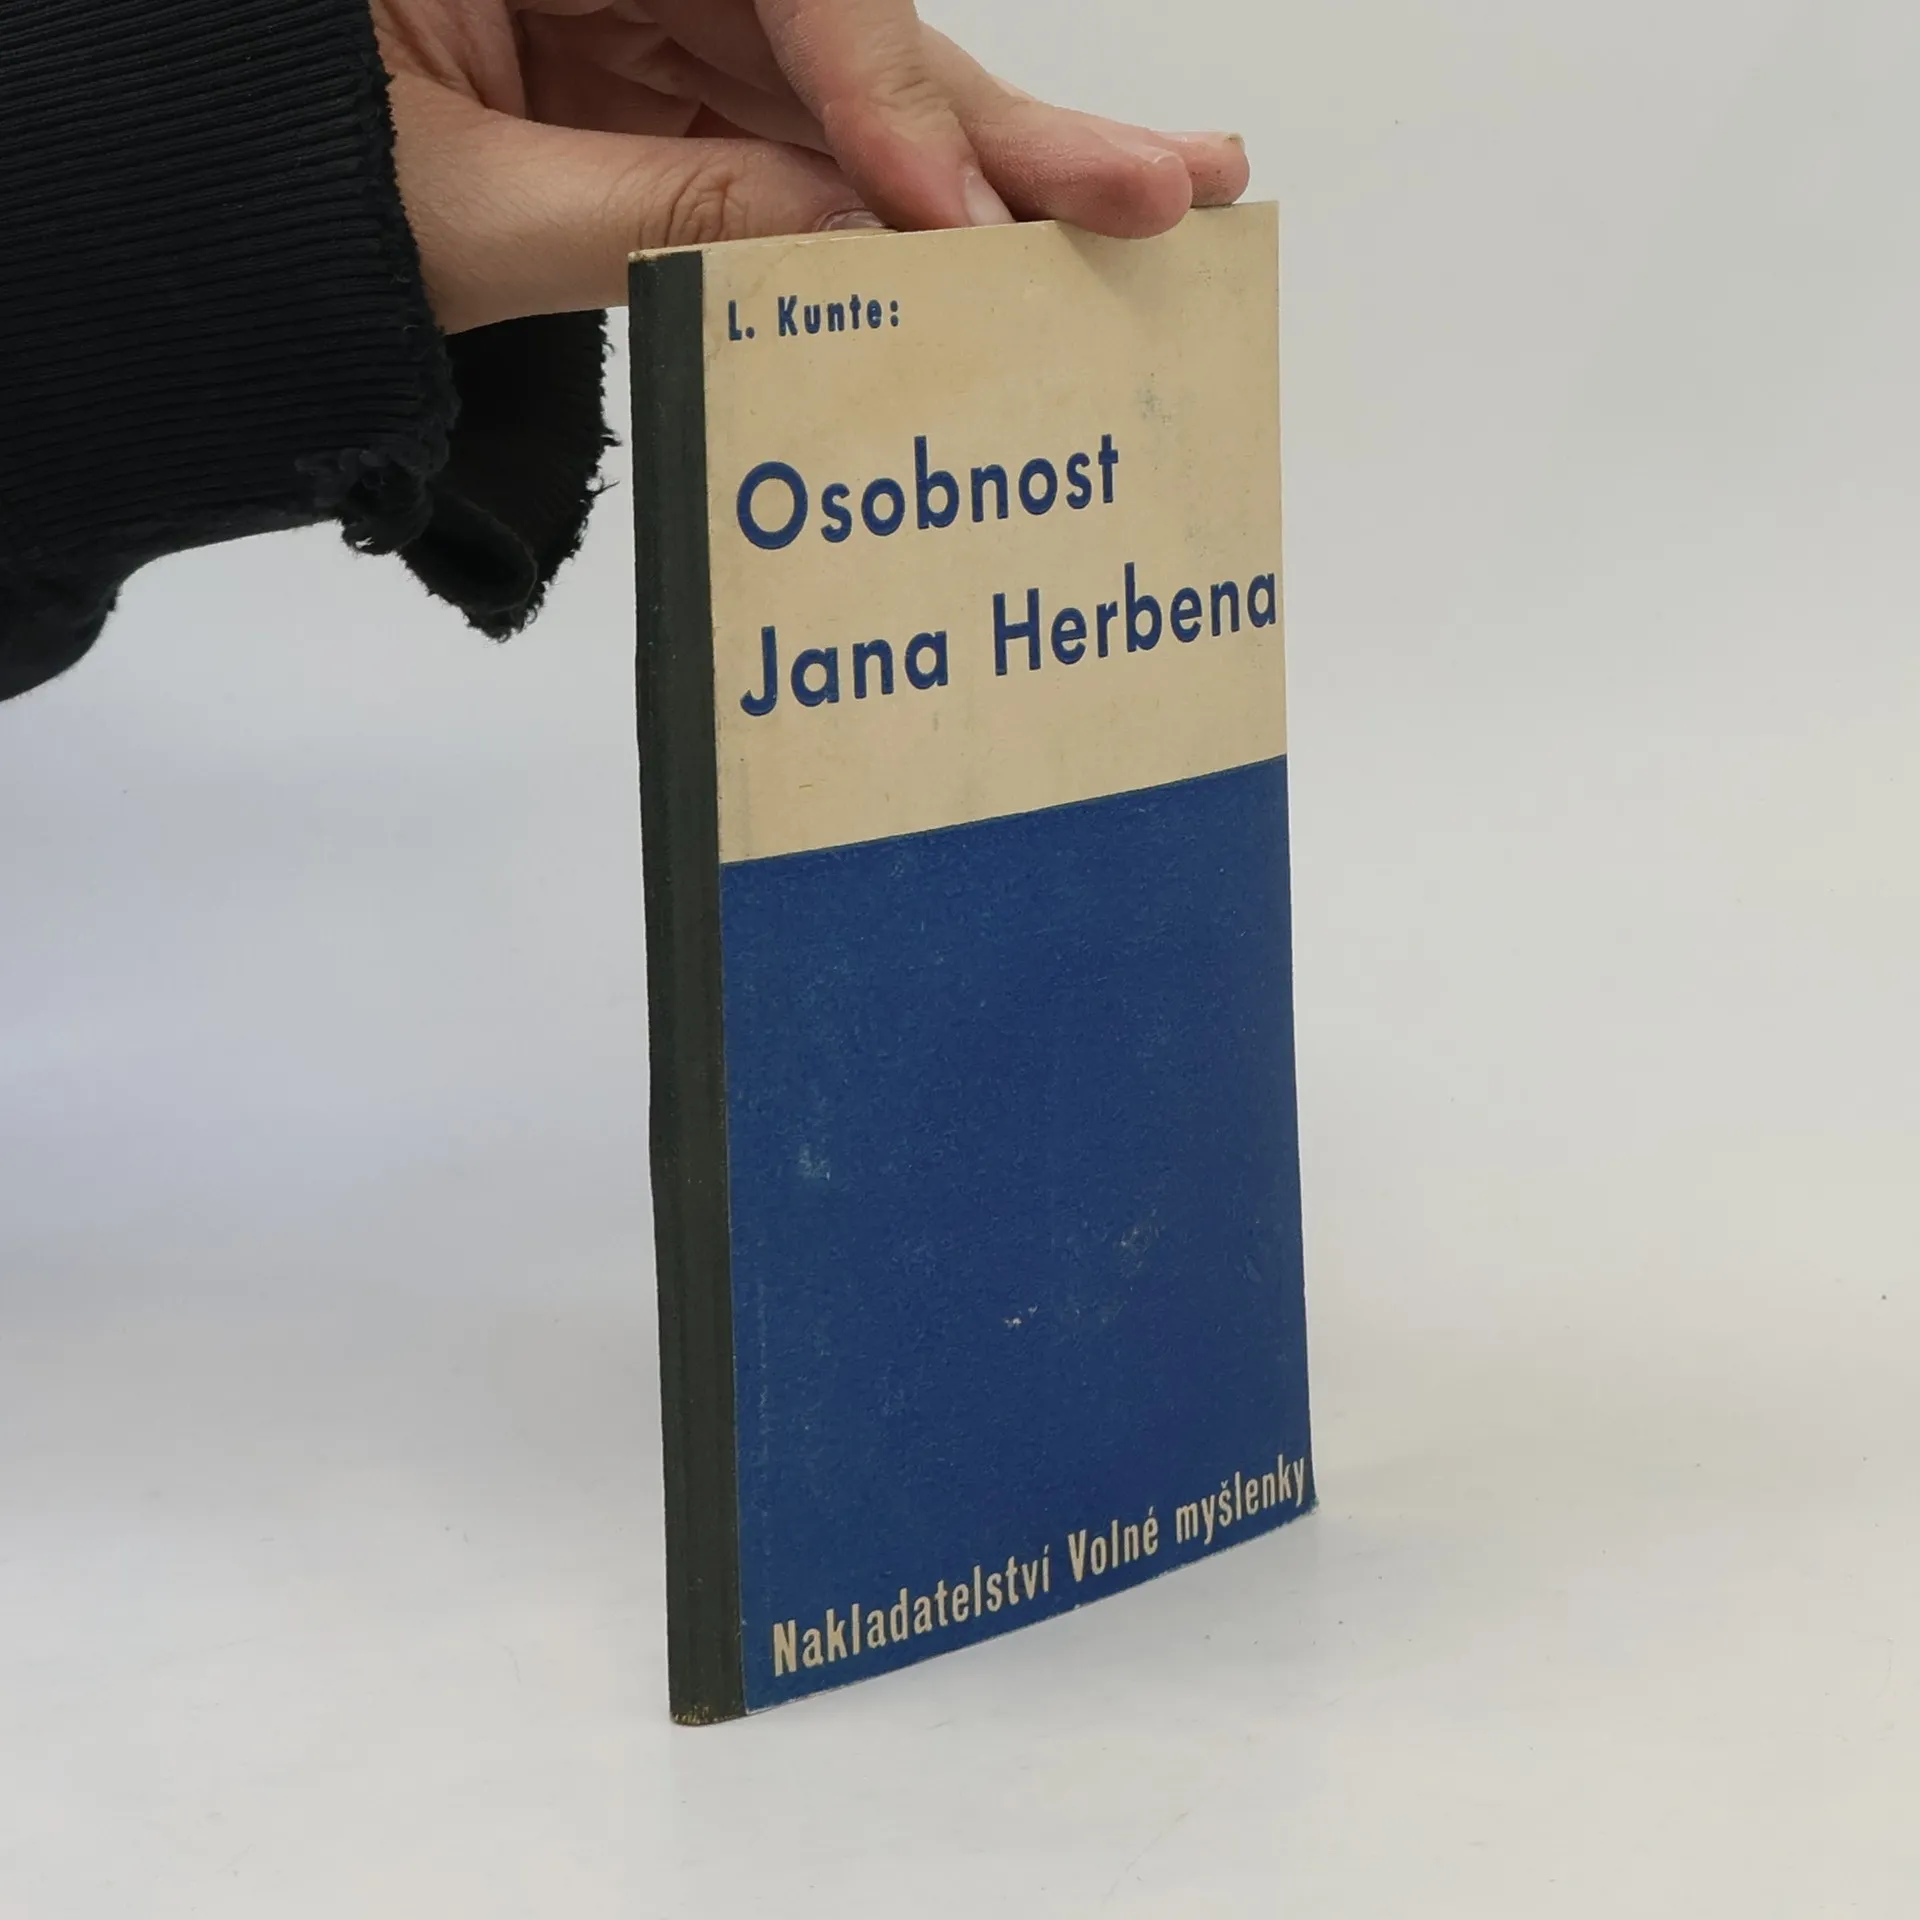 L. Kunte:
Osobnost
Jana Herbena
Nakladatelství Volné myšlenky